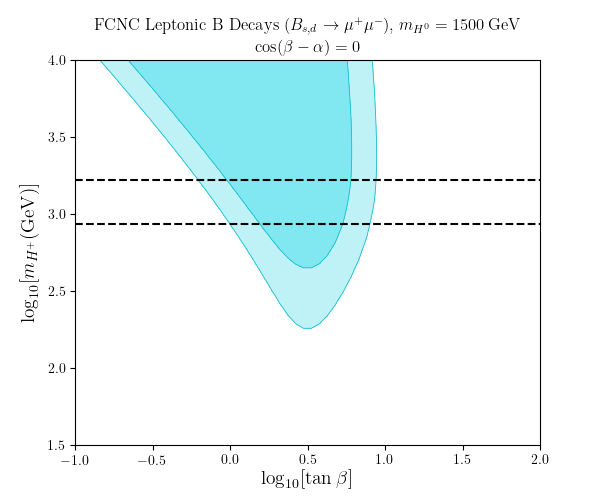 FCNC Leptonic B Decays ($B_{s,d} \to \mu^+\mu^-$), $m_{H^0} = 1500$ GeV
$\cos(\beta - \alpha) = 0$
4.0
3.5
3.0
2.5
2.0
1.5
$\log_{10}[m_{H^+}(\mathrm{GeV})]$
−1.0 −0.5 0.0 0.5 1.0 1.5 2.0
$\log_{10}[\tan \beta]$